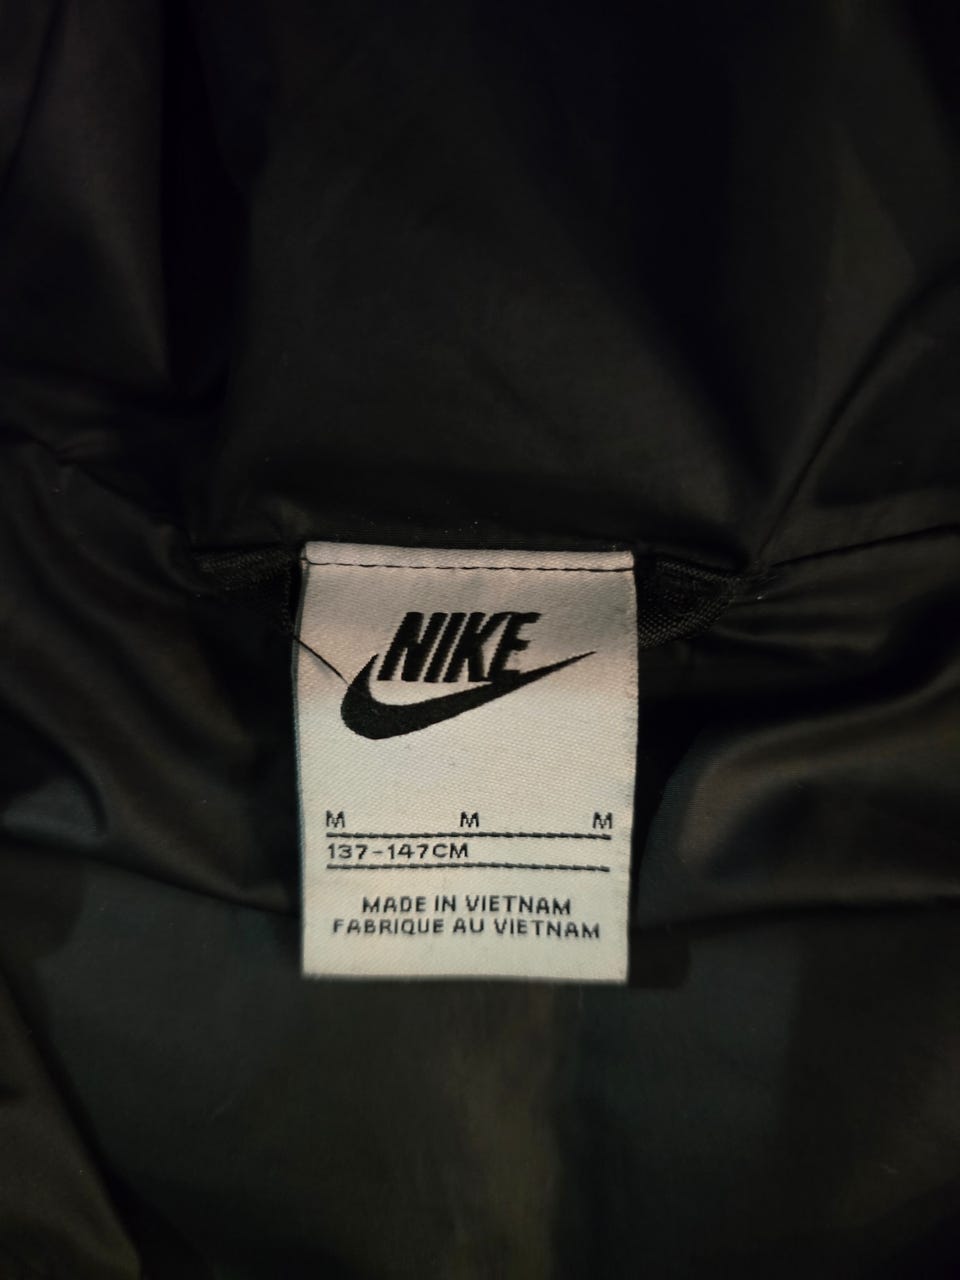 NIKE
M M M
137-147CM
MADE IN VIETNAM
FABRIQUE AU VIETNAM